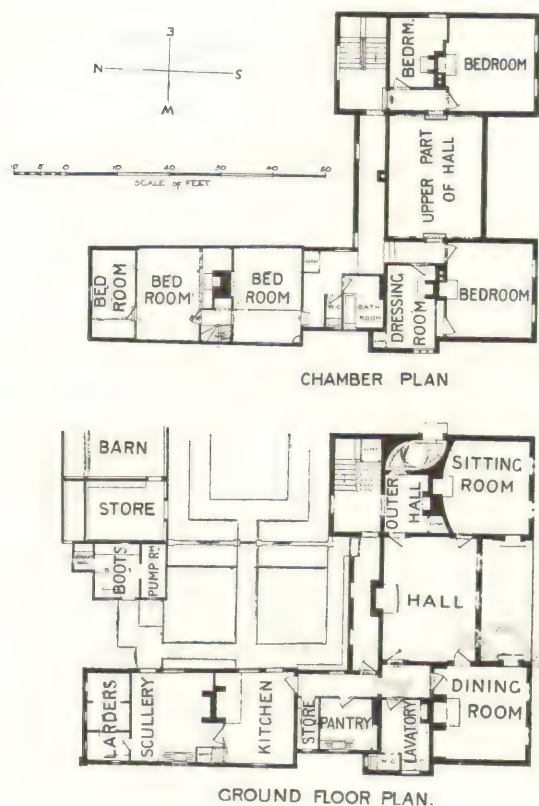 E
N
S
W
10 5 0 10 20 30 40 50
SCALE OF FEET
BEDRM.
BEDROOM
UPPER PART
OF HALL
BED
ROOM
BED
ROOM
BED
ROOM
W.C.
BATH
ROOM
DRESSING
ROOM
BEDROOM
CHAMBER PLAN
BARN
STORE
BOOTS
PUMP RM.
OUTER
HALL
SITTING
ROOM
HALL
LARDERS
SCULLERY
KITCHEN
STORE
PANTRY
LAVATORY
DINING
ROOM
GROUND FLOOR PLAN.